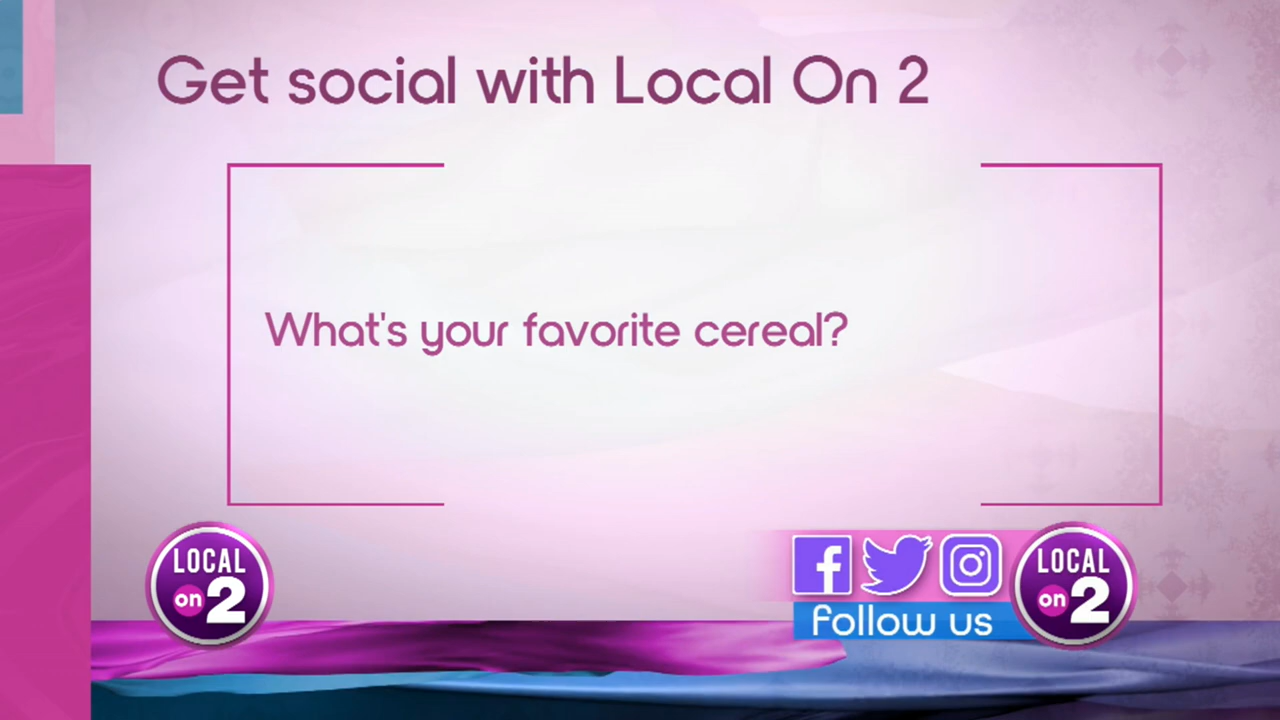 Get social with Local On 2
What's your favorite cereal?
LOCAL
on 2
Follow us
LOCAL
on 2